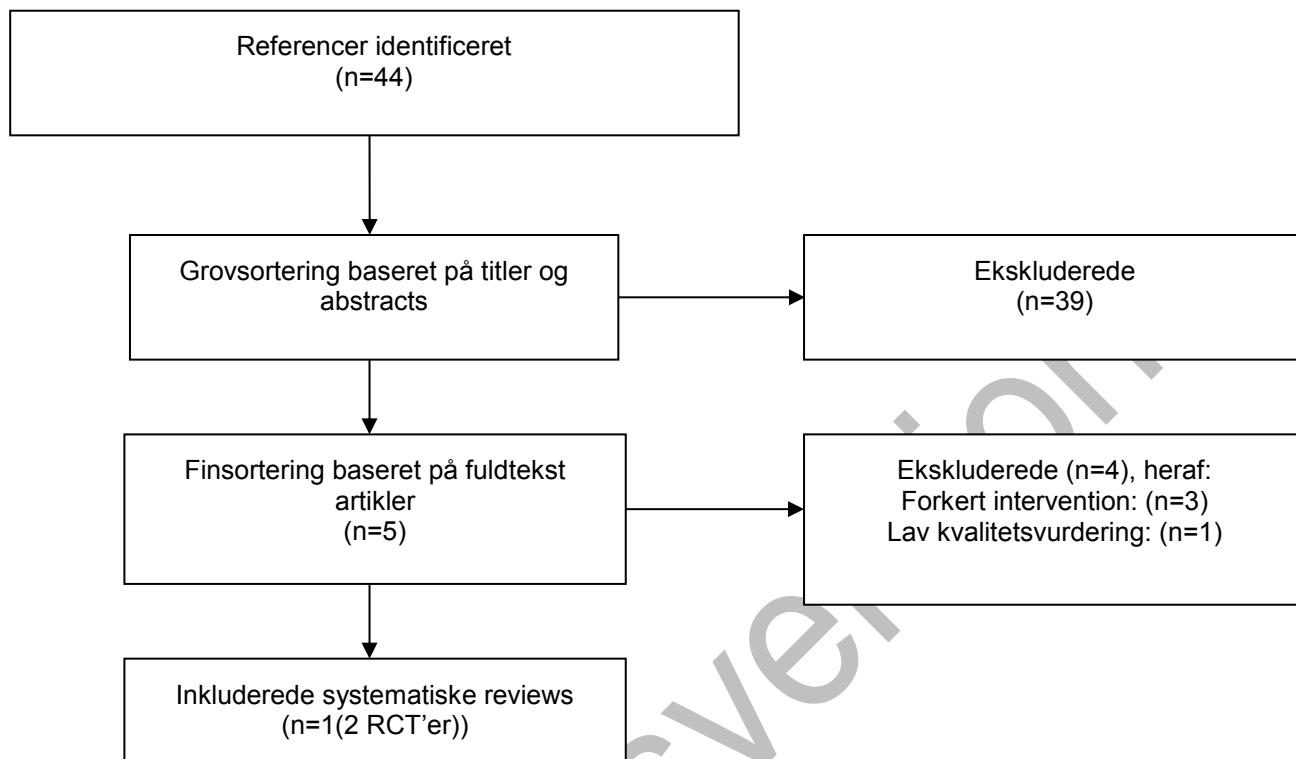 Referencer identificeret
(n=44)
Grovsortering baseret på titler og
abstracts
Ekskluderede
(n=39)
Finsortering baseret på fuldtekst
artikler
(n=5)
Ekskluderede (n=4), heraf:
Forkert intervention: (n=3)
Lav kvalitetsvurdering: (n=1)
Inkluderede systematiske reviews
(n=1(2 RCT’er))